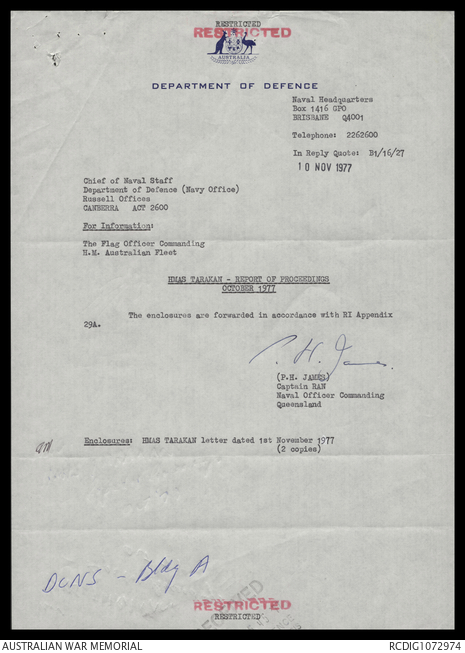 RESTRICTED
RESTRICTED
AUSTRALIA
DEPARTMENT OF DEFENCE
Naval Headquarters
Box 1416 GPO
BRISBANE Q4001
Telephone: 2262600
In Reply Quote: B1/16/27
10 NOV 1977
Chief of Naval Staff
Department of Defence (Navy Office)
Russell Offices
CANBERRA ACT 2600
For Information:
The Flag Officer Commanding
H.M. Australian Fleet
HMAS TARAKAN - REPORT OF PROCEEDINGS
OCTOBER 1977
The enclosures are forwarded in accordance with RI Appendix
29A.
P. H. James.
(P.H. JAMES)
Captain RAN
Naval Officer Commanding
Queensland
Enclosures: HMAS TARAKAN letter dated 1st November 1977
(2 copies)
DCNS - Bldg A
RESTRICTED
RESTRICTED
AUSTRALIAN WAR MEMORIAL
RCDIG1072974